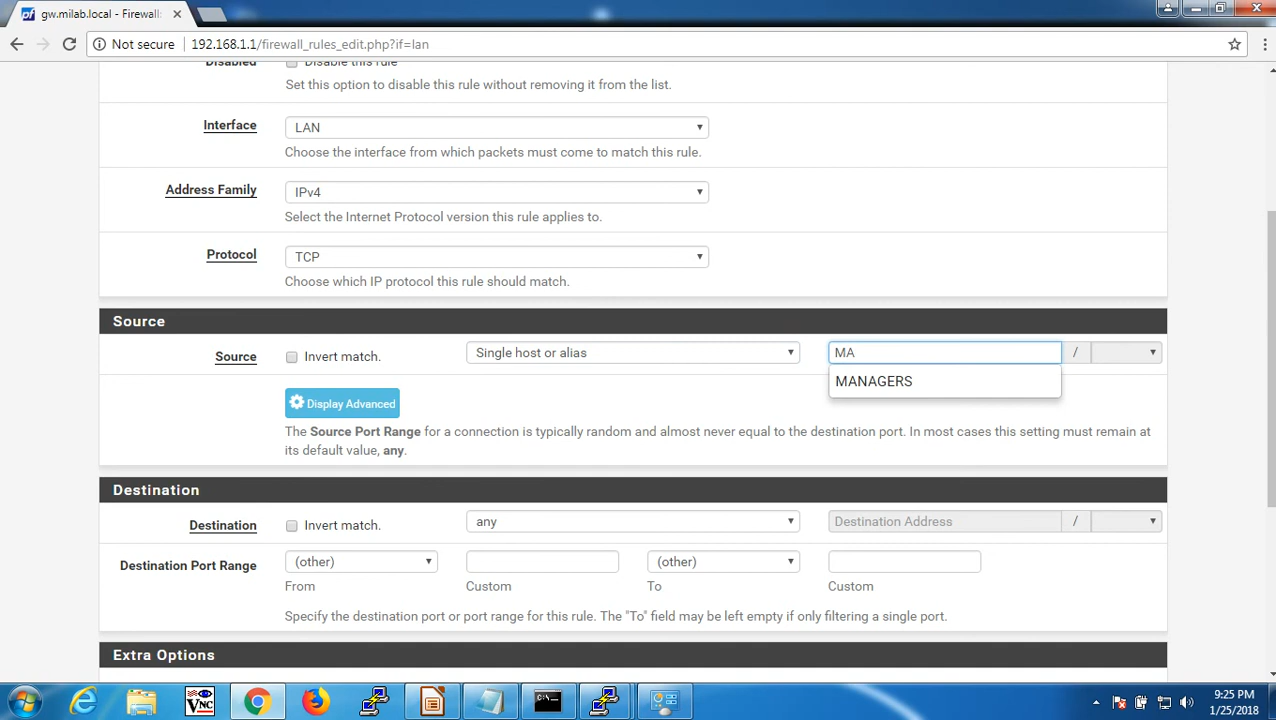 gw.milab.local - Firewall:
Not secure
192.168.1.1/firewall_rules_edit.php?if=lan
Disabled
Disable this rule
Set this option to disable this rule without removing it from the list.
Interface
LAN
Choose the interface from which packets must come to match this rule.
Address Family
IPv4
Select the Internet Protocol version this rule applies to.
Protocol
TCP
Choose which IP protocol this rule should match.
Source
Source
Invert match.
Single host or alias
MA
/
MANAGERS
Display Advanced
The Source Port Range for a connection is typically random and almost never equal to the destination port. In most cases this setting must remain at
its default value, any.
Destination
Destination
Invert match.
any
Destination Address
/
Destination Port Range
(other)
(other)
From
Custom
To
Custom
Specify the destination port or port range for this rule. The "To" field may be left empty if only filtering a single port.
Extra Options
9:25 PM
1/25/2018